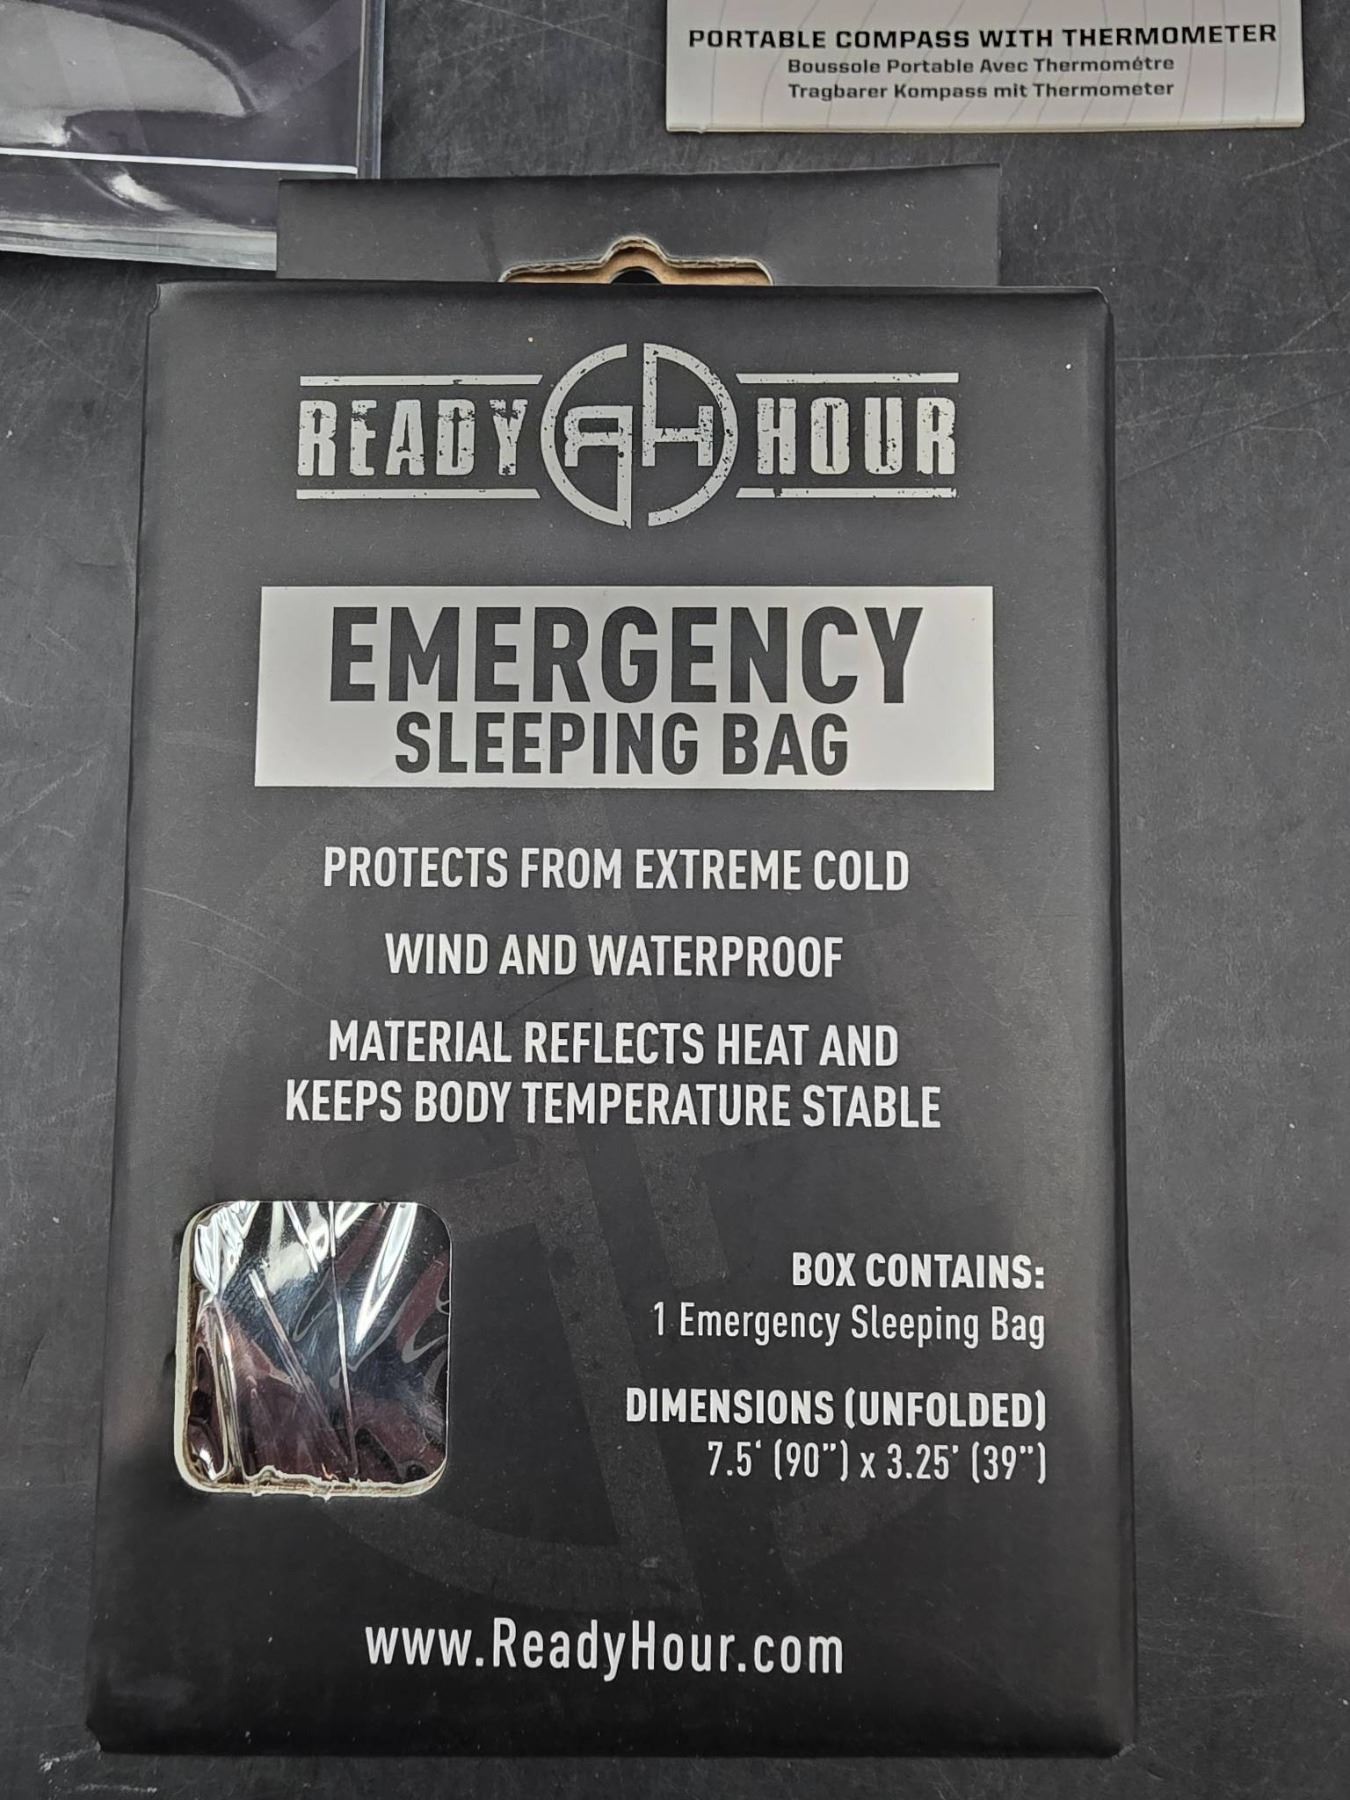 PORTABLE COMPASS WITH THERMOMETER
Boussole Portable Avec Thermométre
Tragbarer Kompass mit Thermometer
READY RH HOUR
EMERGENCY
SLEEPING BAG
PROTECTS FROM EXTREME COLD
WIND AND WATERPROOF
MATERIAL REFLECTS HEAT AND
KEEPS BODY TEMPERATURE STABLE
BOX CONTAINS:
1 Emergency Sleeping Bag
DIMENSIONS (UNFOLDED)
7.5‘ (90”) x 3.25’ (39”)
www.ReadyHour.com